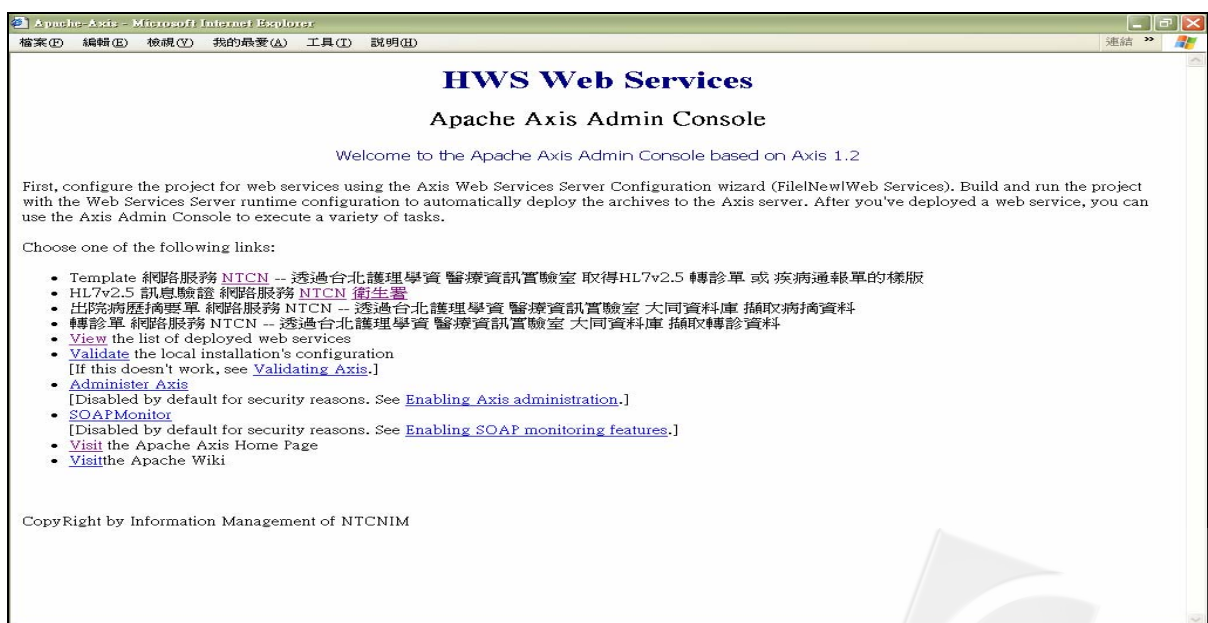 Apache-Axis - Microsoft Internet Explorer
檔案(F) 編輯(E) 檢視(V) 我的最愛(A) 工具(T) 說明(H) 連結 »
HWS Web Services
Apache Axis Admin Console
Welcome to the Apache Axis Admin Console based on Axis 1.2
First, configure the project for web services using the Axis Web Services Server Configuration wizard (File|New|Web Services). Build and run the project
with the Web Services Server runtime configuration to automatically deploy the archives to the Axis server. After you've deployed a web service, you can
use the Axis Admin Console to execute a variety of tasks.
Choose one of the following links:
• Template 網路服務 NTCN -- 透過台北護理學資 醫療資訊實驗室 取得HL7v2.5 轉診單 或 疾病通報單的樣版
• HL7v2.5 訊息驗證 網路服務 NTCN 衛生署
• 出院病歷摘要單 網路服務 NTCN -- 透過台北護理學資 醫療資訊實驗室 大同資料庫 擷取病摘資料
• 轉診單 網路服務 NTCN -- 透過台北護理學資 醫療資訊實驗室 大同資料庫 擷取轉診資料
• View the list of deployed web services
• Validate the local installation's configuration
[If this doesn't work, see Validating Axis.]
• Administer Axis
[Disabled by default for security reasons. See Enabling Axis administration.]
• SOAPMonitor
[Disabled by default for security reasons. See Enabling SOAP monitoring features.]
• Visit the Apache Axis Home Page
• Visitthe Apache Wiki
CopyRight by Information Management of NTCNIM